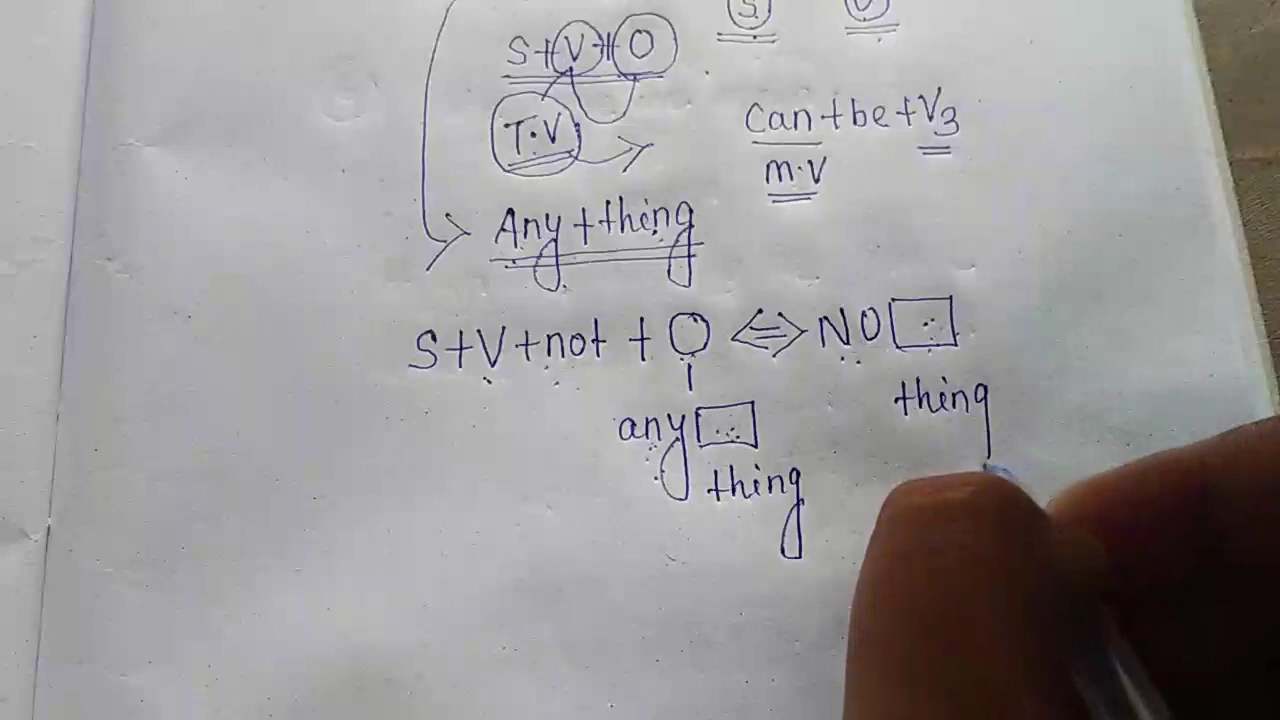 S V
S+V+O
T.V
can+be+V3
m.V
Any+thing
S+V+not+O ⇔ NO
any
thing
thing